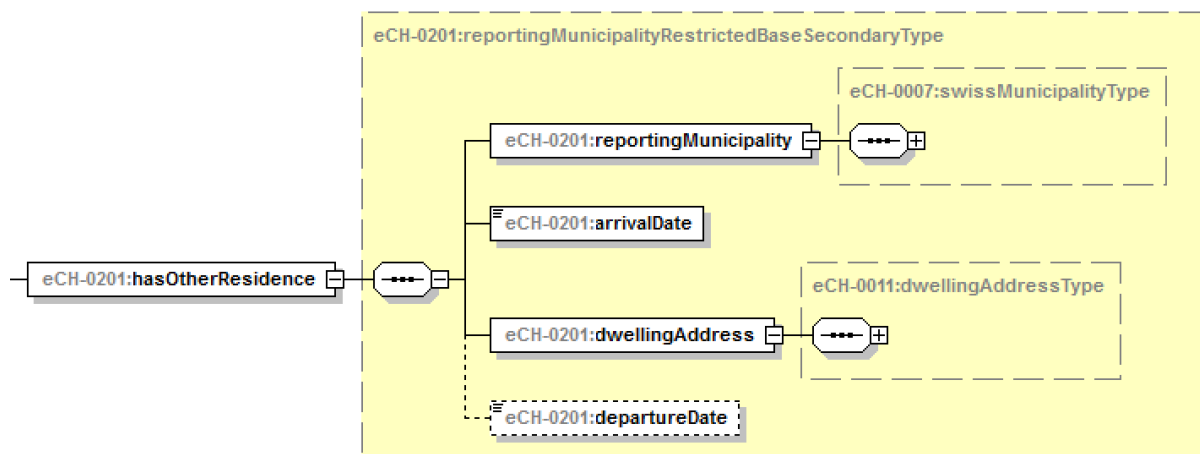 eCH-0201:reportingMunicipalityRestrictedBaseSecondaryType
eCH-0007:swissMunicipalityType
eCH-0201:reportingMunicipality
eCH-0201:arrivalDate
eCH-0201:hasOtherResidence
eCH-0011:dwellingAddressType
eCH-0201:dwellingAddress
eCH-0201:departureDate